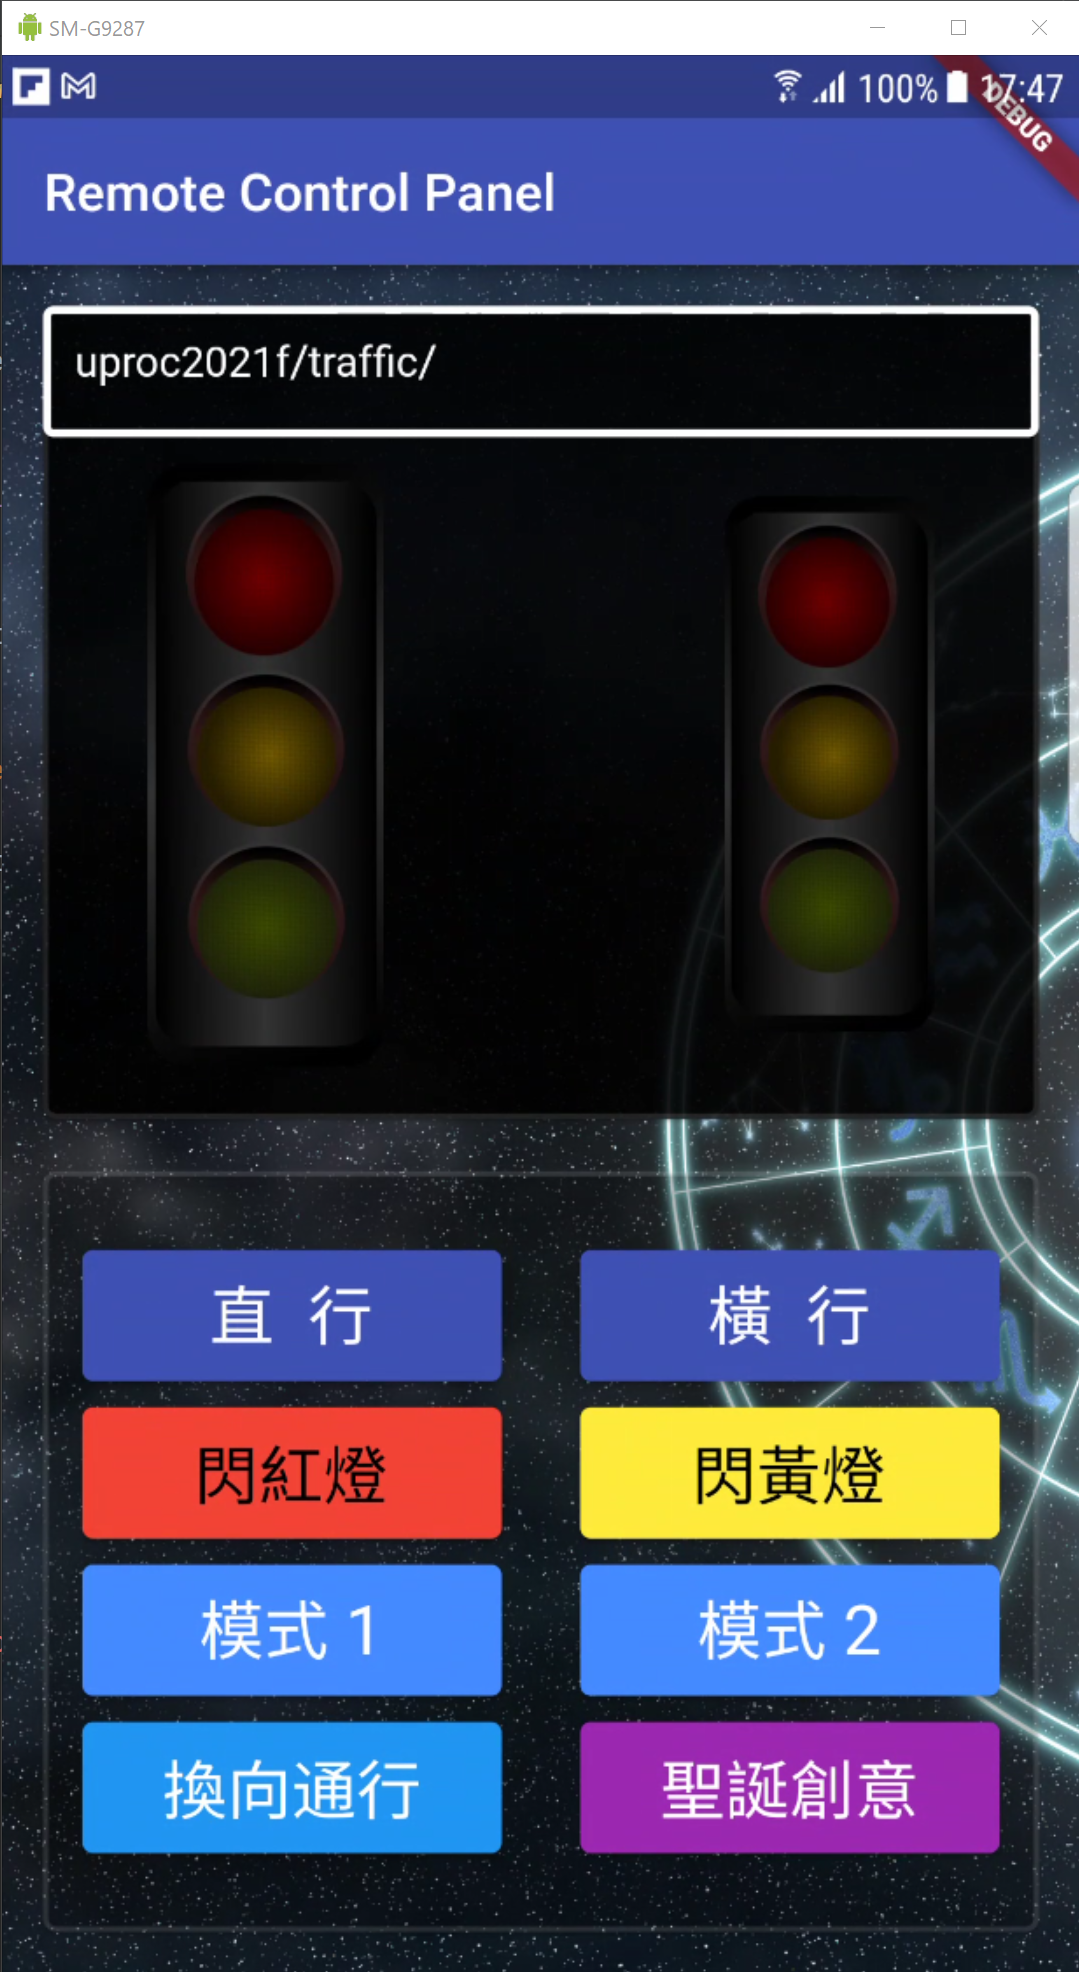 SM-G9287
100% 17:47
DEBUG
Remote Control Panel
uproc2021f/traffic/
直 行
橫 行
閃紅燈
閃黃燈
模式 1
模式 2
換向通行
聖誕創意